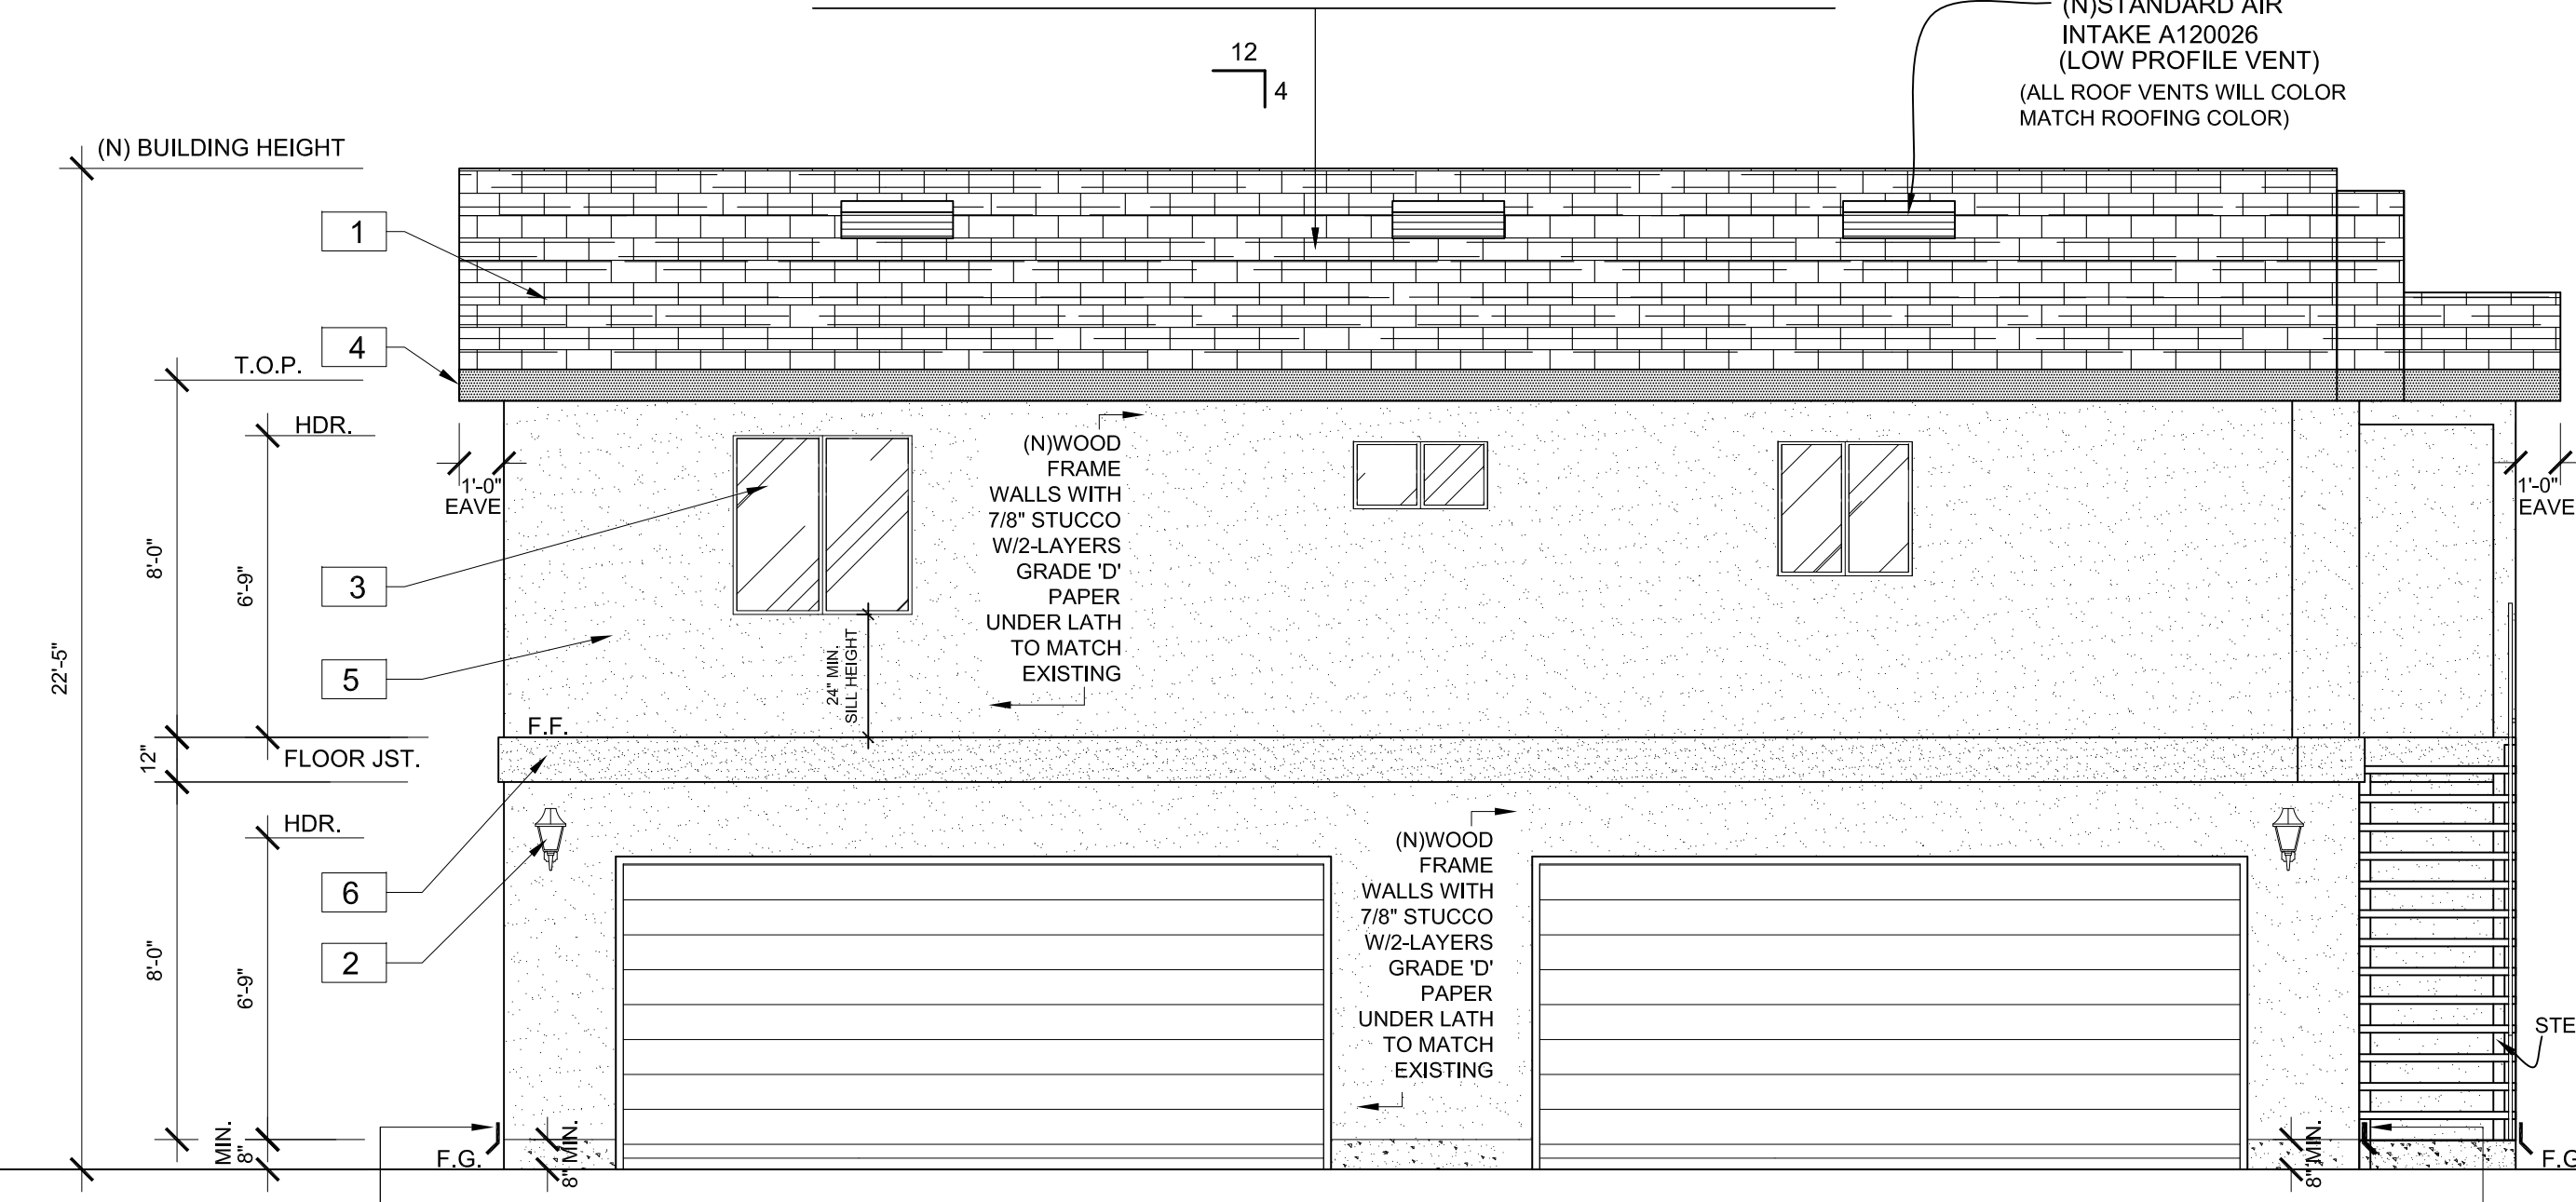 (N)STANDARD AIR
INTAKE A120026
(LOW PROFILE VENT)
(ALL ROOF VENTS WILL COLOR
MATCH ROOFING COLOR)
12
4
(N) BUILDING HEIGHT
1
4
T.O.P.
HDR.
1'-0"
EAVE
1'-0"
EAVE
(N)WOOD
FRAME
WALLS WITH
7/8" STUCCO
W/2-LAYERS
GRADE 'D'
PAPER
UNDER LATH
TO MATCH
EXISTING
8'-0"
6'-9"
3
5
22'-5"
24" MIN.
SILL HEIGHT
F.F.
12"
FLOOR JST.
HDR.
6
2
8'-0"
6'-9"
(N)WOOD
FRAME
WALLS WITH
7/8" STUCCO
W/2-LAYERS
GRADE 'D'
PAPER
UNDER LATH
TO MATCH
EXISTING
STE
MIN.
8"
F.G.
8" MIN.
8" MIN.
F.G